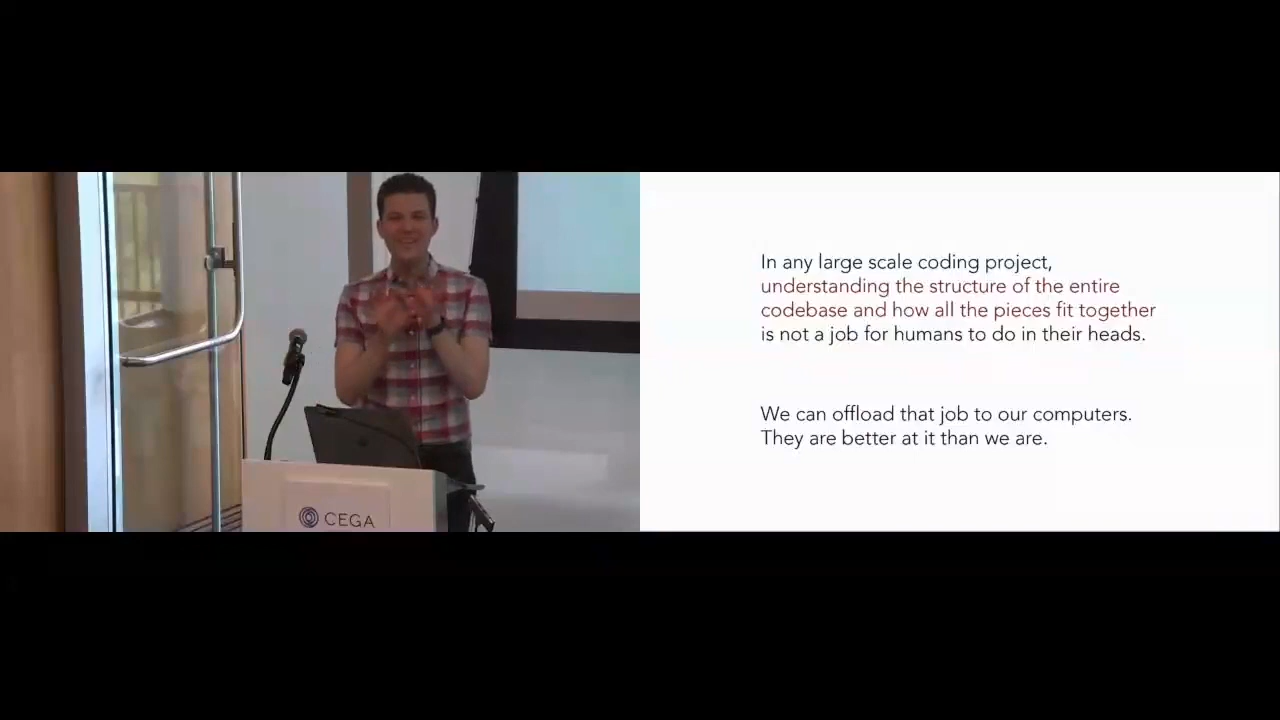 CEGA
In any large scale coding project,
understanding the structure of the entire
codebase and how all the pieces fit together
is not a job for humans to do in their heads.
We can offload that job to our computers.
They are better at it than we are.